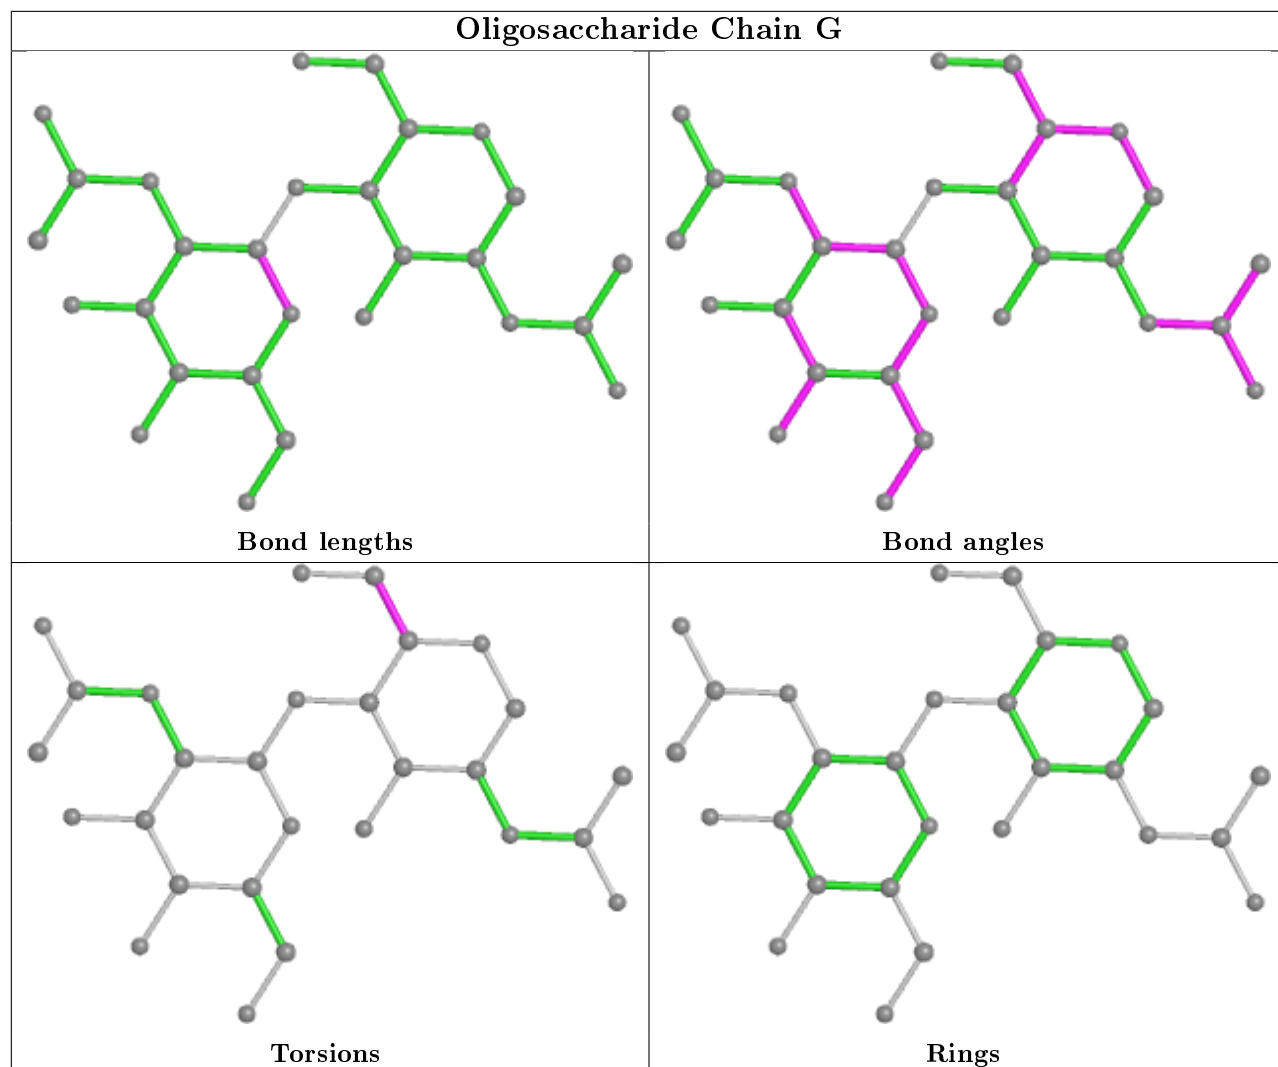 Oligosaccharide Chain G
Bond lengths
Bond angles
Torsions
Rings